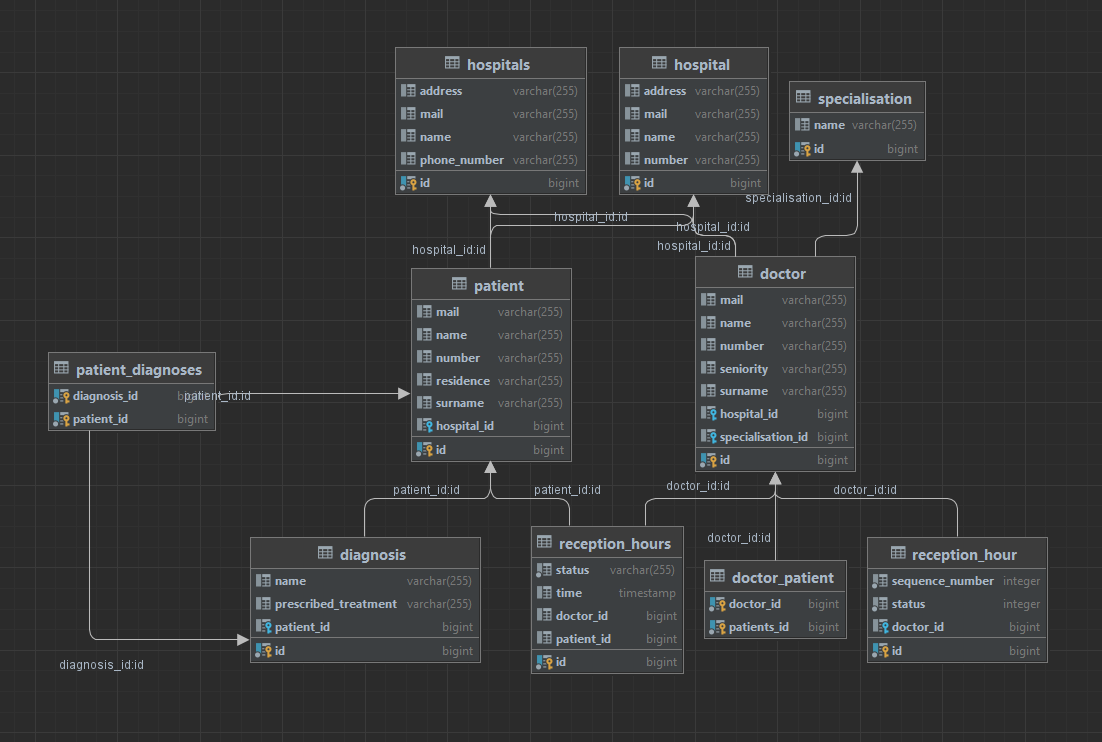 hospitals
address varchar(255)
mail varchar(255)
name varchar(255)
phone_number varchar(255)
id bigint
hospital
address varchar(255)
mail varchar(255)
name varchar(255)
number varchar(255)
id bigint
specialisation
name varchar(255)
id bigint
specialisation_id:id
hospital_id:id
hospital_id:id
hospital_id:id
hospital_id:id
patient
mail varchar(255)
name varchar(255)
number varchar(255)
residence varchar(255)
surname varchar(255)
hospital_id bigint
id bigint
doctor
mail varchar(255)
name varchar(255)
number varchar(255)
seniority varchar(255)
surname varchar(255)
hospital_id bigint
specialisation_id bigint
id bigint
patient_diagnoses
diagnosis_id bigint
patient_id bigint
patient_id:id
patient_id:id
patient_id:id
doctor_id:id
doctor_id:id
doctor_id:id
diagnosis
name varchar(255)
prescribed_treatment varchar(255)
patient_id bigint
id bigint
reception_hours
status varchar(255)
time timestamp
doctor_id bigint
patient_id bigint
id bigint
doctor_patient
doctor_id bigint
patients_id bigint
reception_hour
sequence_number integer
status integer
doctor_id bigint
id bigint
diagnosis_id:id